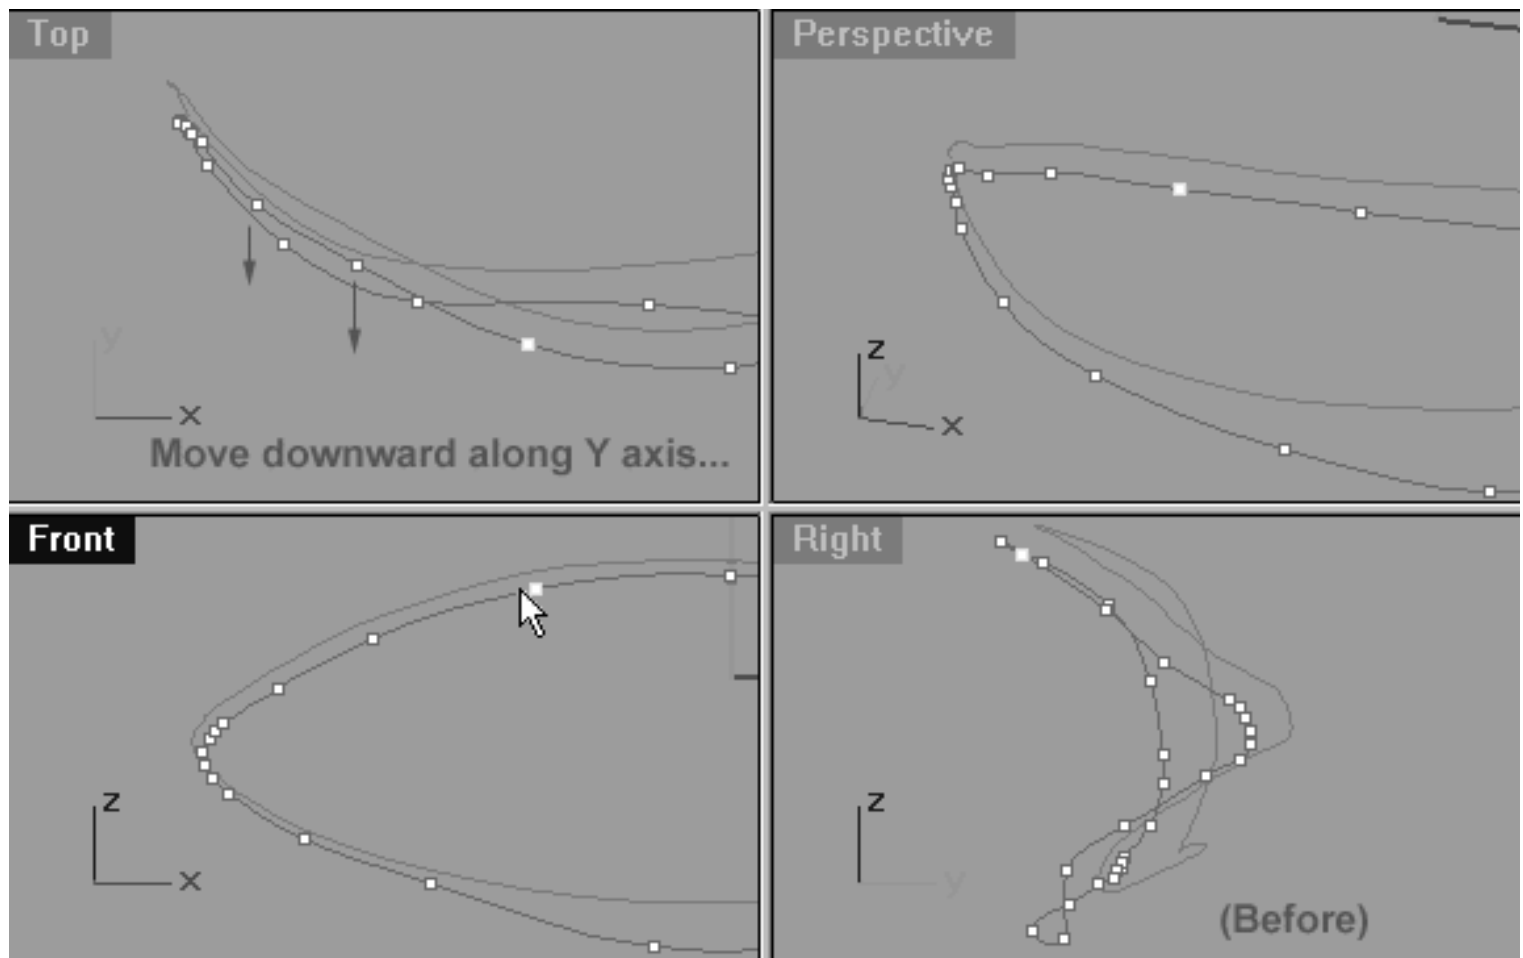 Top
Perspective
y
x
Move downward along Y axis...
z
y
x
Front
Right
z
x
z
y
(Before)